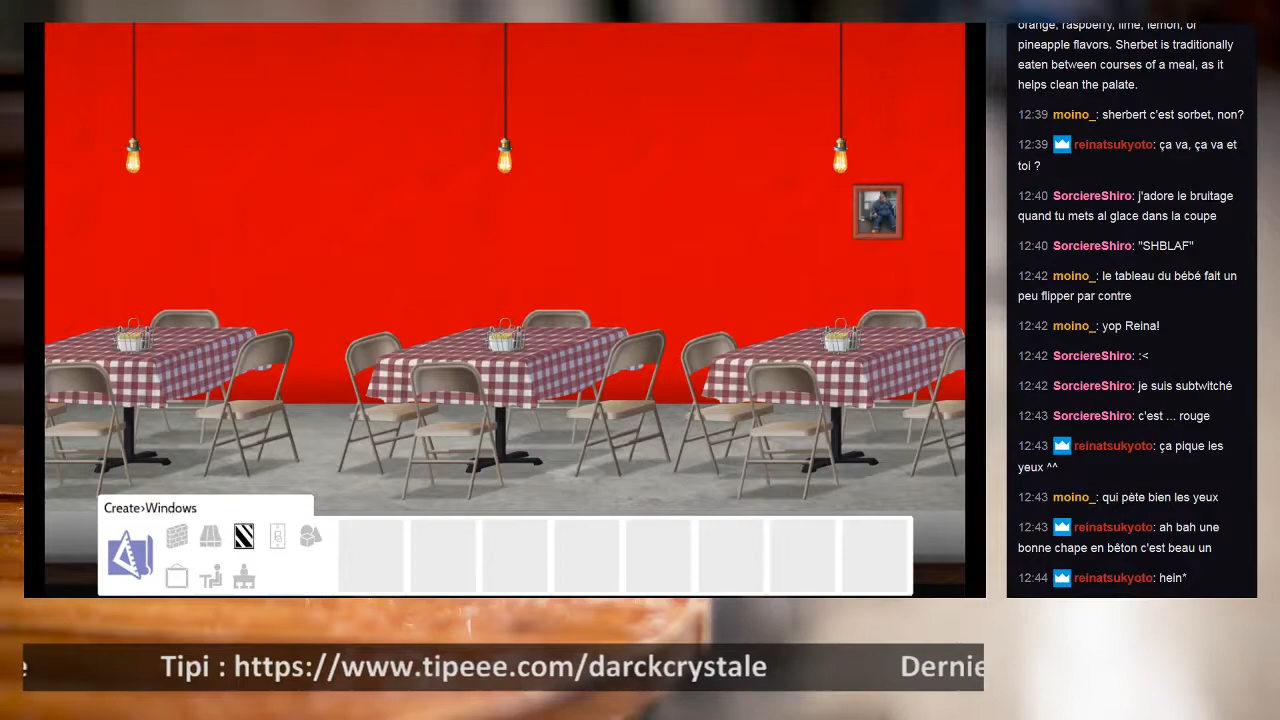 Create›Windows
orange, raspberry, lime, lemon, or
pineapple flavors. Sherbet is traditionally
eaten between courses of a meal, as it
helps clean the palate.
12:39 moino_: sherbert c'est sorbet, non?
12:39 reinatsukyoto: ça va, ça va et
toi ?
12:40 SorciereShiro: j'adore le bruitage
quand tu mets al glace dans la coupe
12:40 SorciereShiro: "SHBLAF"
12:42 moino_: le tableau du bébé fait un
peu flipper par contre
12:42 moino_: yop Reina!
12:42 SorciereShiro: :<
12:42 SorciereShiro: je suis subtwitché
12:43 SorciereShiro: c'est ... rouge
12:43 reinatsukyoto: ça pique les
yeux ^^
12:43 moino_: qui pète bien les yeux
12:43 reinatsukyoto: ah bah une
bonne chape en bêton c'est beau un
12:44 reinatsukyoto: hein*
e Tipi : https://www.tipeee.com/darckcrystale Dernie